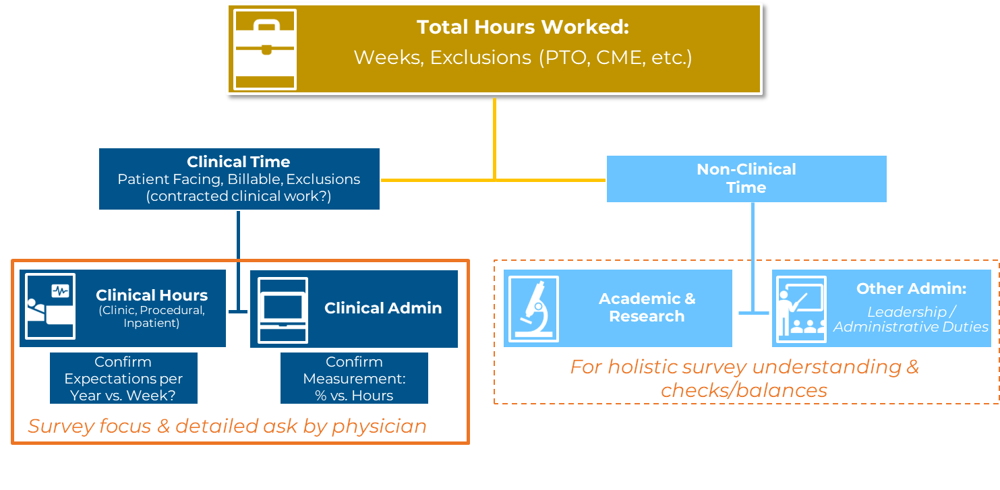 Total Hours Worked:
Weeks, Exclusions (PTO, CME, etc.)
Clinical Time
Patient Facing, Billable, Exclusions
(contracted clinical work?)
Non-Clinical
Time
Clinical Hours
(Clinic, Procedural,
Inpatient)
Clinical Admin
Confirm
Expectations per
Year vs. Week?
Confirm
Measurement:
% vs. Hours
Survey focus & detailed ask by physician
Academic &
Research
Other Admin:
Leadership /
Administrative Duties
For holistic survey understanding &
checks/balances